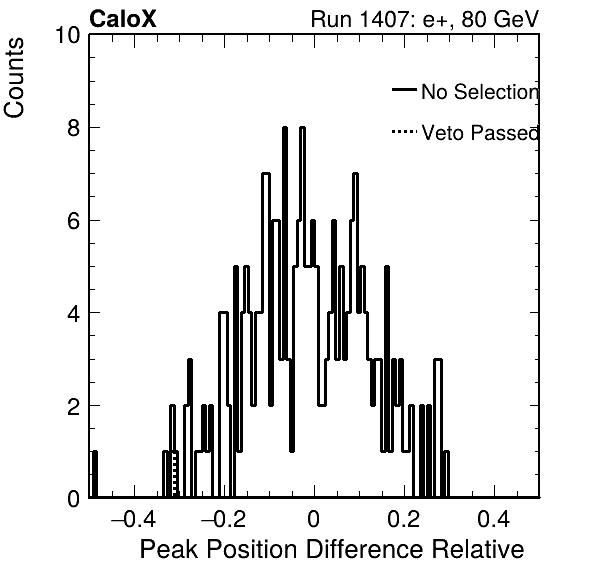 CaloX Run 1407: e+, 80 GeV
Counts
10
8
6
4
2
0
No Selection
Veto Passed
−0.4 −0.2 0 0.2 0.4
Peak Position Difference Relative